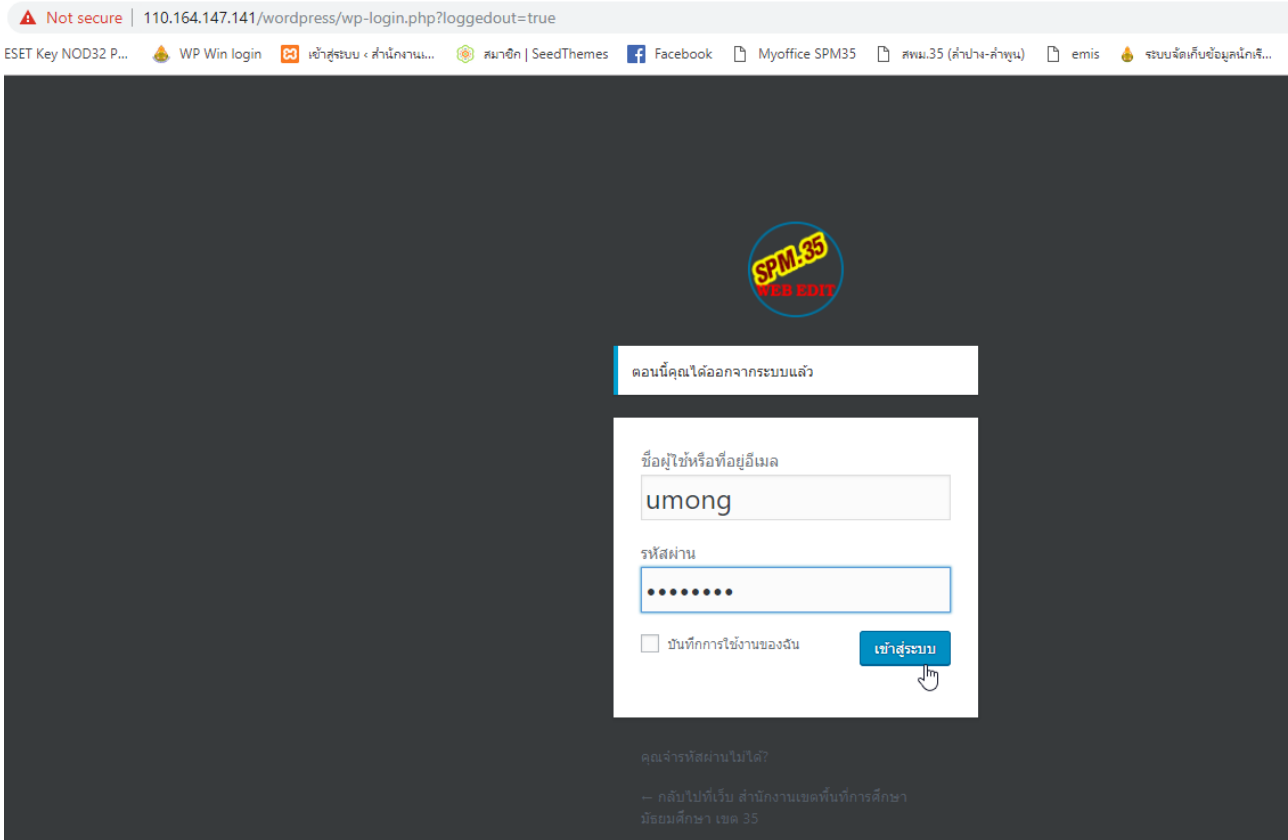 Not secure | 110.164.147.141/wordpress/wp-login.php?loggedout=true
ESET Key NOD32 P... WP Win login เข้าสู่ระบบ ‹ สำนักงานเ... สมาชิก | SeedThemes Facebook Myoffice SPM35 สพม.35 (ลำปาง-ลำพูน) emis ระบบจัดเก็บข้อมูลนักเรี...
SPM.35
WEB EDIT
ตอนนี้คุณได้ออกจากระบบแล้ว
ชื่อผู้ใช้หรือที่อยู่อีเมล
umong
รหัสผ่าน
••••••••
บันทึกการใช้งานของฉัน เข้าสู่ระบบ
คุณจำรหัสผ่านไม่ได้?
← กลับไปที่เว็บ สำนักงานเขตพื้นที่การศึกษา
มัธยมศึกษา เขต 35